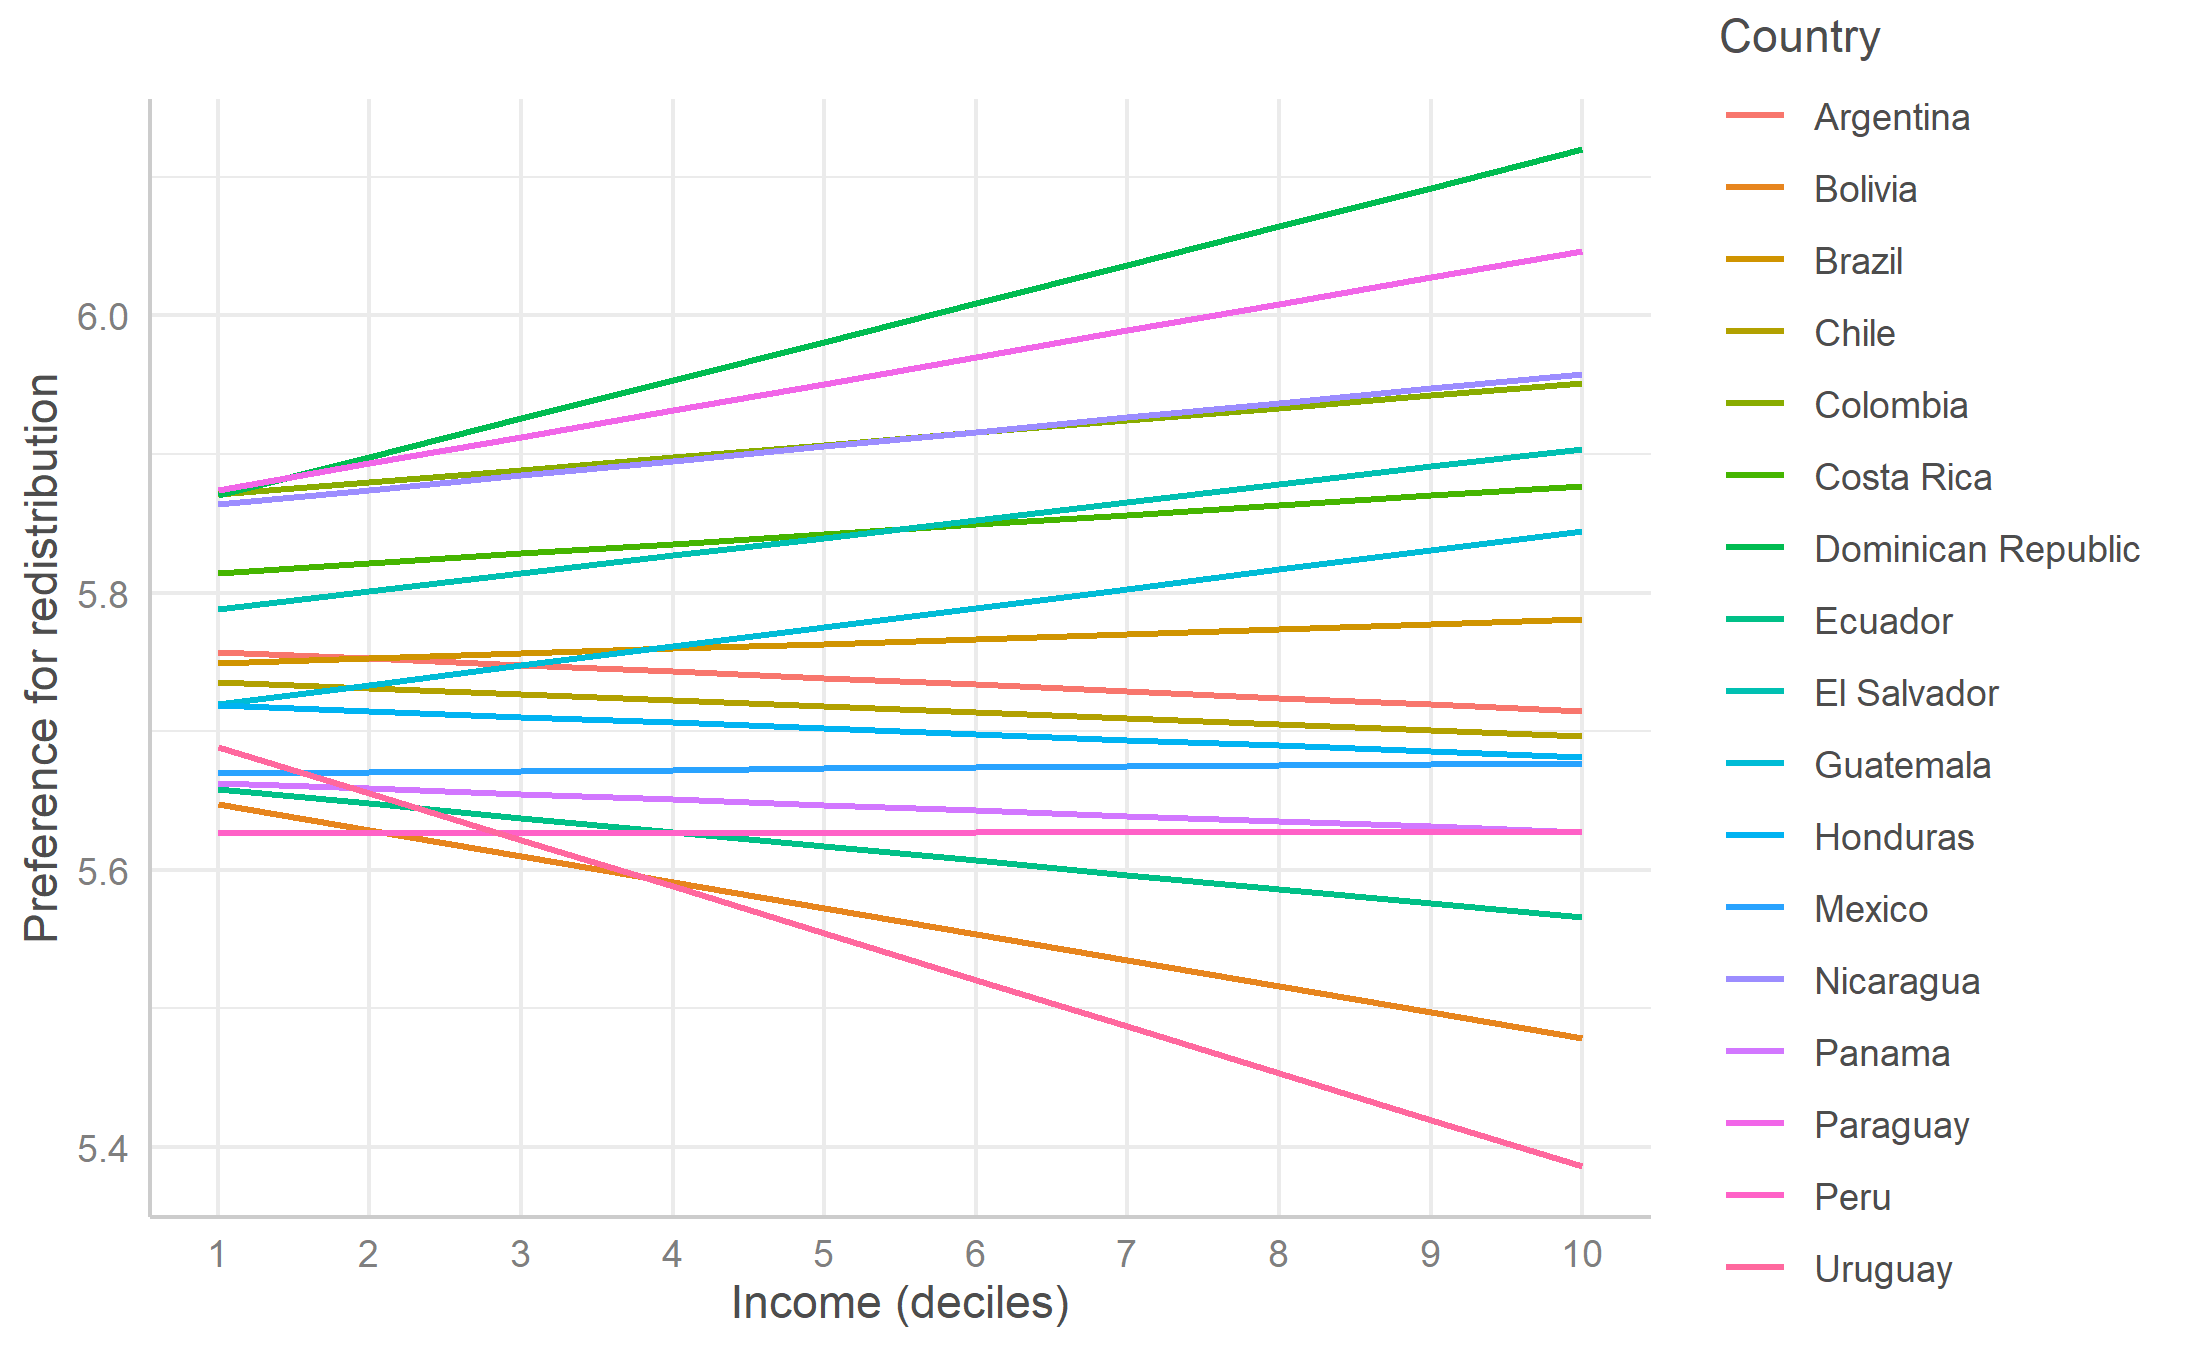 Country
Argentina
Bolivia
Brazil
Chile
Colombia
Costa Rica
Dominican Republic
Ecuador
El Salvador
Guatemala
Honduras
Mexico
Nicaragua
Panama
Paraguay
Peru
Uruguay
Preference for redistribution
6.0
5.8
5.6
5.4
1 2 3 4 5 6 7 8 9 10
Income (deciles)